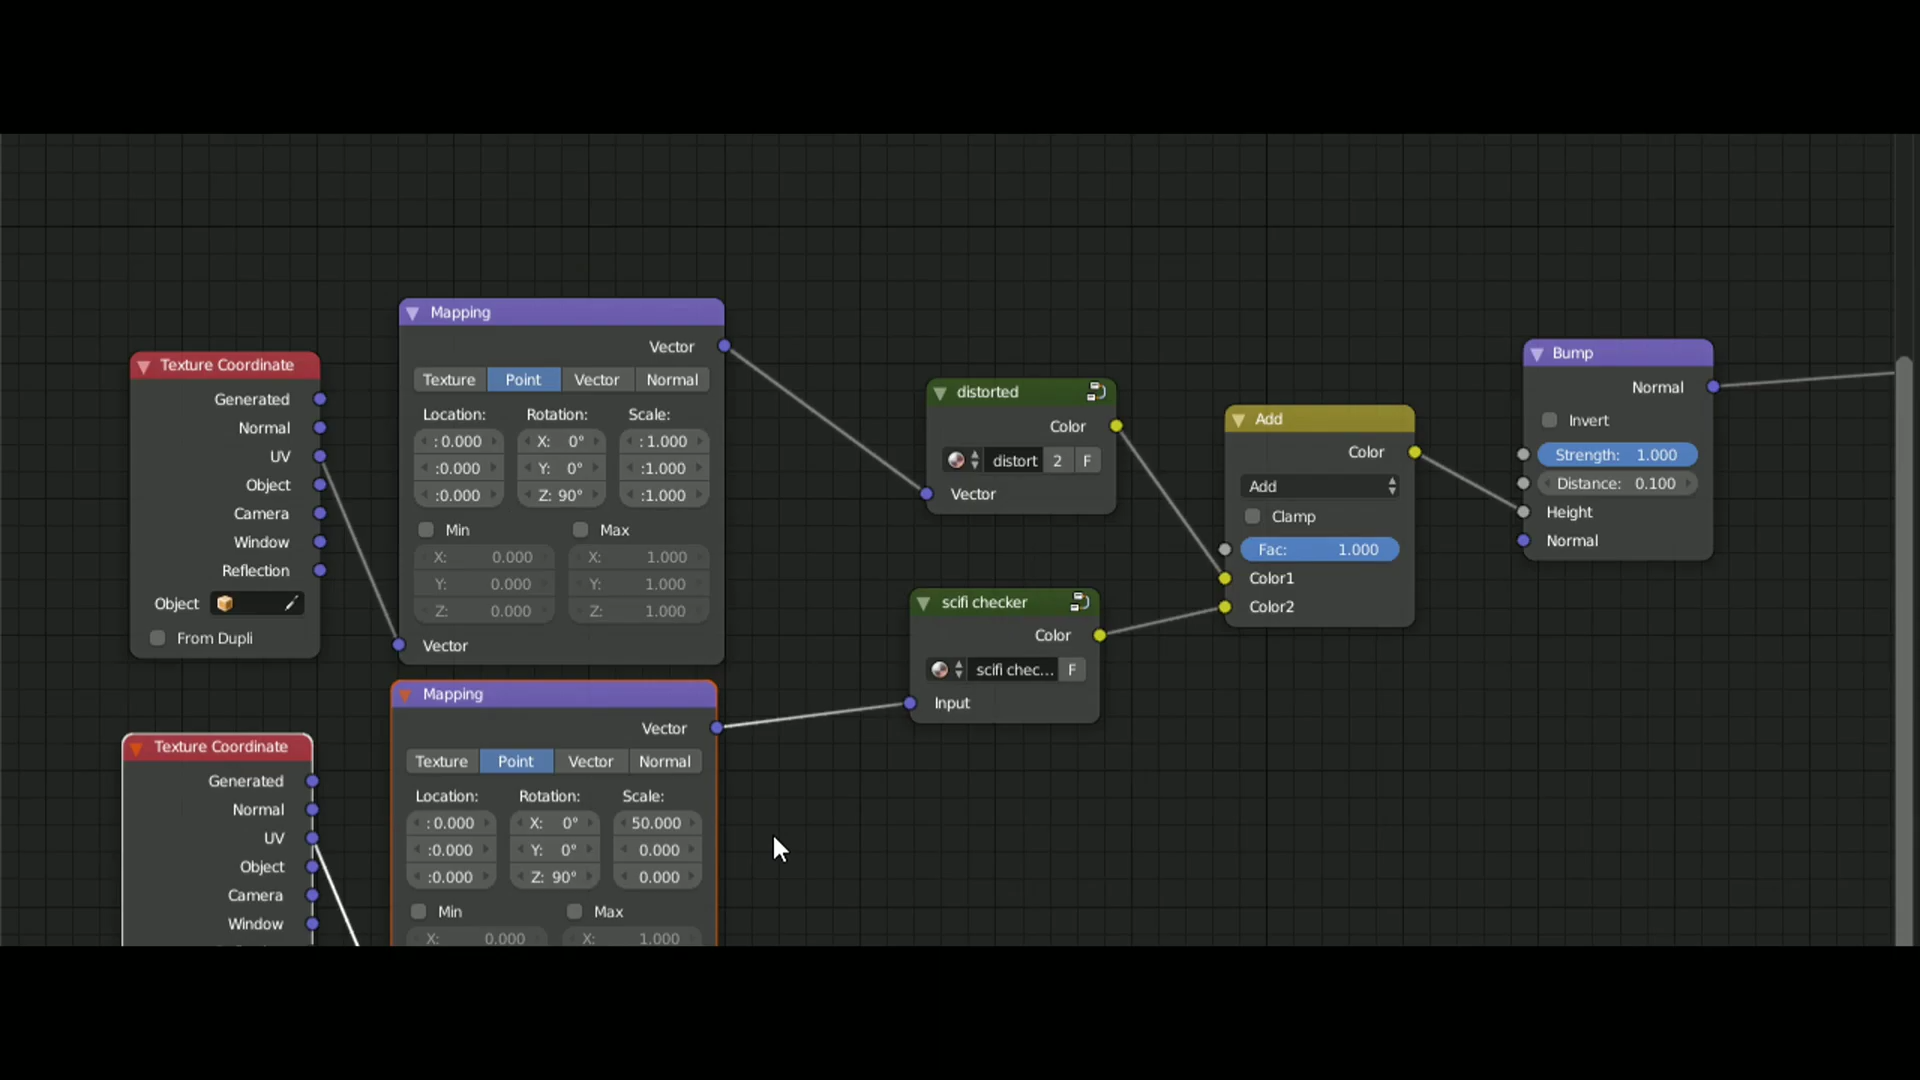 Mapping
Vector
Texture Point Vector Normal
Location: Rotation: Scale:
: 0.000 X: 0° : 1.000
:0.000 Y: 0° :1.000
:0.000 Z: 90° :1.000
Min Max
X: 0.000 X: 1.000
Y: 0.000 Y: 1.000
Z: 0.000 Z: 1.000
Vector
Texture Coordinate
Generated
Normal
UV
Object
Camera
Window
Reflection
Object
From Dupli
distorted
Color
distort 2 F
Vector
Add
Color
Add
Clamp
Fac: 1.000
Color1
Color2
Bump
Normal
Invert
Strength: 1.000
Distance: 0.100
Height
Normal
scifi checker
Color
scifi chec... F
Input
Mapping
Vector
Texture Point Vector Normal
Location: Rotation: Scale:
: 0.000 X: 0° 50.000
:0.000 Y: 0° 0.000
:0.000 Z: 90° 0.000
Min Max
X: 0.000 X: 1.000
Texture Coordinate
Generated
Normal
UV
Object
Camera
Window